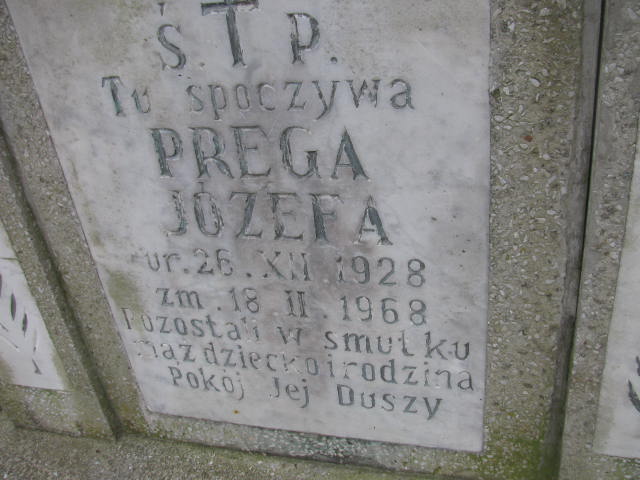 Ś.†P.
Tu spoczywa
PREGA
JÓZEFA
ur. 26. XII 1928
zm. 18 II. 1968
Pozostali w smutku
mąż dziecko i rodzina
Pokój Jej Duszy